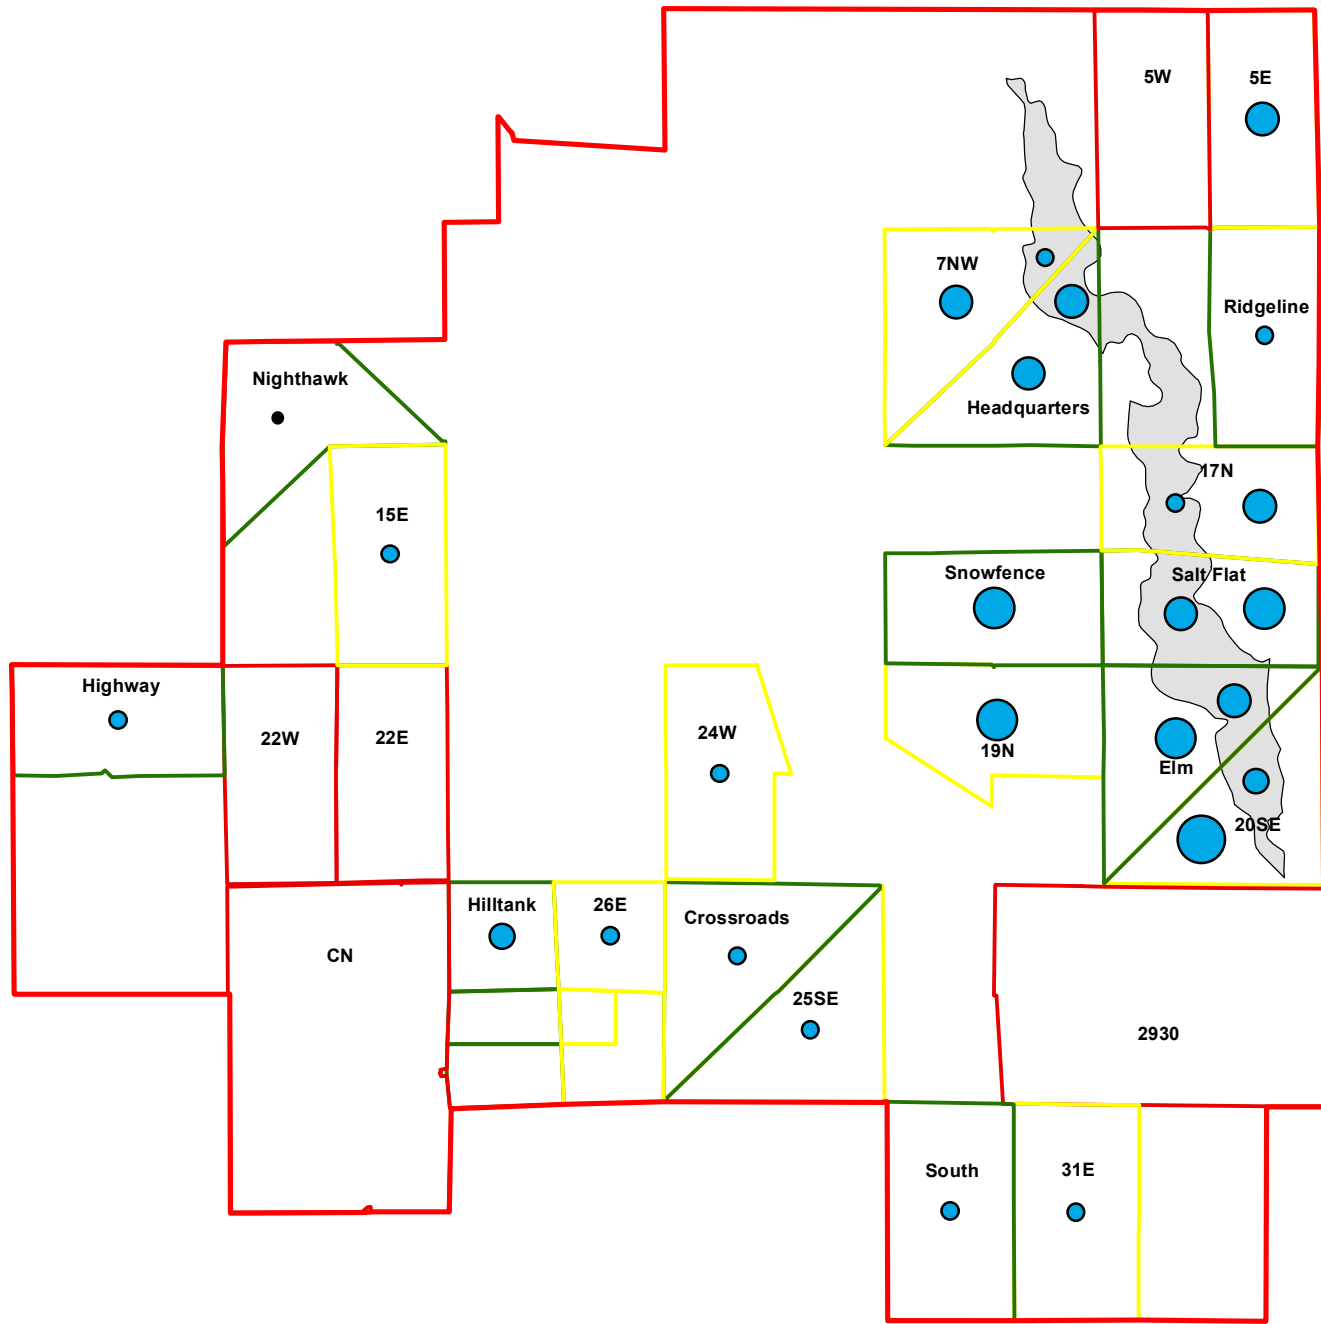 5W
5E
7NW
Ridgeline
Nighthawk
Headquarters
17N
15E
Snowfence
Salt Flat
Highway
22W
22E
24W
19N
Elm
20SE
Hilltank
26E
Crossroads
CN
25SE
2930
South
31E